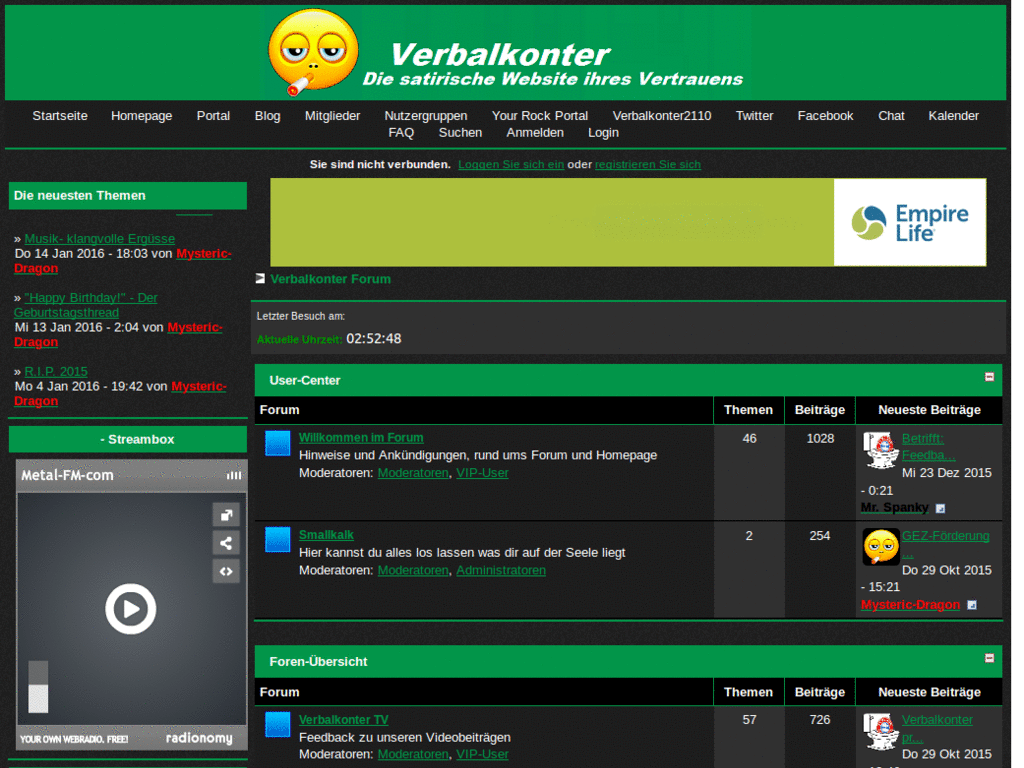 Verbalkonter
Die satirische Website ihres Vertrauens
Startseite Homepage Portal Blog Mitglieder Nutzergruppen Your Rock Portal Verbalkonter2110 Twitter Facebook Chat Kalender
FAQ Suchen Anmelden Login
Sie sind nicht verbunden. Loggen Sie sich ein oder registrieren Sie sich
Die neuesten Themen
» Musik- klangvolle Ergüsse
Do 14 Jan 2016 - 18:03 von Mysteric-
Dragon
» "Happy Birthday!" - Der
Geburtstagsthread
Mi 13 Jan 2016 - 2:04 von Mysteric-
Dragon
» R.I.P. 2015
Mo 4 Jan 2016 - 19:42 von Mysteric-
Dragon
- Streambox
Metal-FM-com
YOUR OWN WEBRADIO, FREE!
radionomy
Empire
Life
Verbalkonter Forum
Letzter Besuch am:
Aktuelle Uhrzeit: 02:52:48
User-Center
Forum Themen Beiträge Neueste Beiträge
Willkommen im Forum
Hinweise und Ankündigungen, rund ums Forum und Homepage
Moderatoren: Moderatoren, VIP-User
46
1028
Betrifft:
Feedba...
Mi 23 Dez 2015
- 0:21
Mr. Spanky
Smallkalk
Hier kannst du alles los lassen was dir auf der Seele liegt
Moderatoren: Moderatoren, Administratoren
2
254
GEZ-Förderung
...
Do 29 Okt 2015
- 15:21
Mysteric-Dragon
Foren-Übersicht
Forum Themen Beiträge Neueste Beiträge
Verbalkonter TV
Feedback zu unseren Videobeiträgen
Moderatoren: Moderatoren, VIP-User
57
726
Verbalkonter
pr...
Do 29 Okt 2015